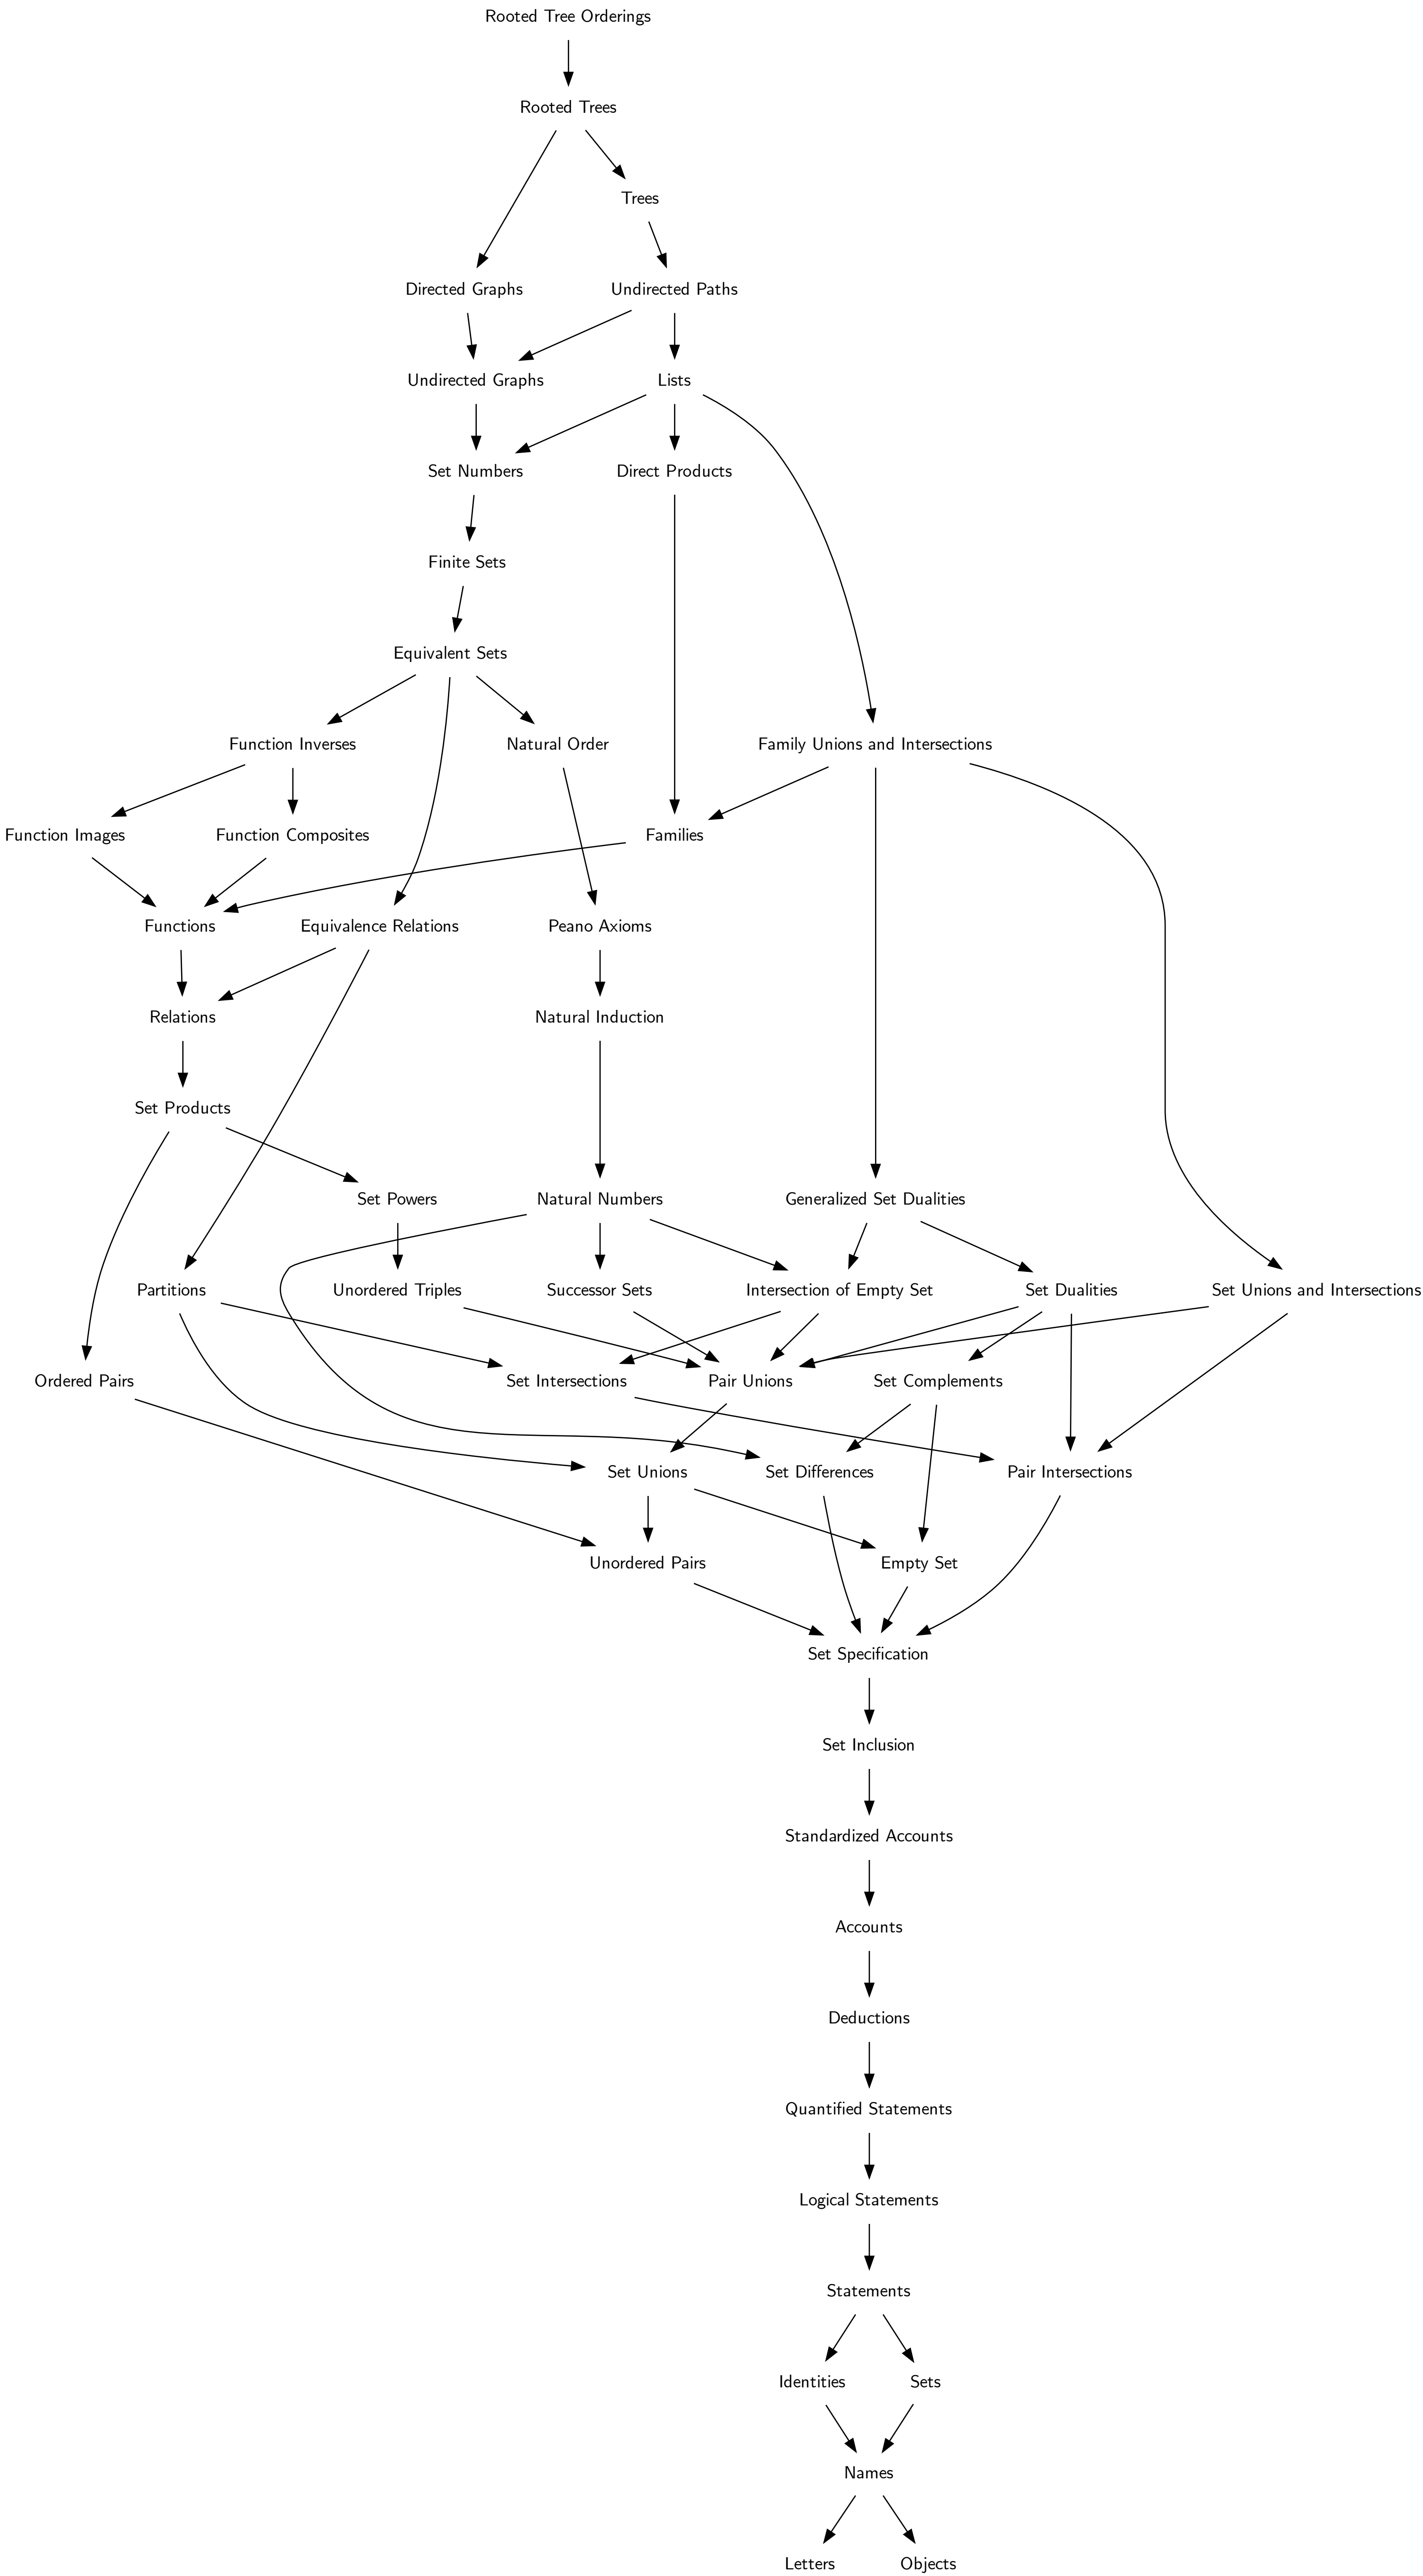 Rooted Tree Orderings
Rooted Trees
Trees
Directed Graphs
Undirected Paths
Undirected Graphs
Lists
Set Numbers
Direct Products
Finite Sets
Equivalent Sets
Function Inverses
Natural Order
Family Unions and Intersections
Function Images
Function Composites
Families
Functions
Equivalence Relations
Peano Axioms
Relations
Natural Induction
Set Products
Set Powers
Natural Numbers
Generalized Set Dualities
Partitions
Unordered Triples
Successor Sets
Intersection of Empty Set
Set Dualities
Set Unions and Intersections
Ordered Pairs
Set Intersections
Pair Unions
Set Complements
Set Unions
Set Differences
Pair Intersections
Unordered Pairs
Empty Set
Set Specification
Set Inclusion
Standardized Accounts
Accounts
Deductions
Quantified Statements
Logical Statements
Statements
Identities
Sets
Names
Letters
Objects